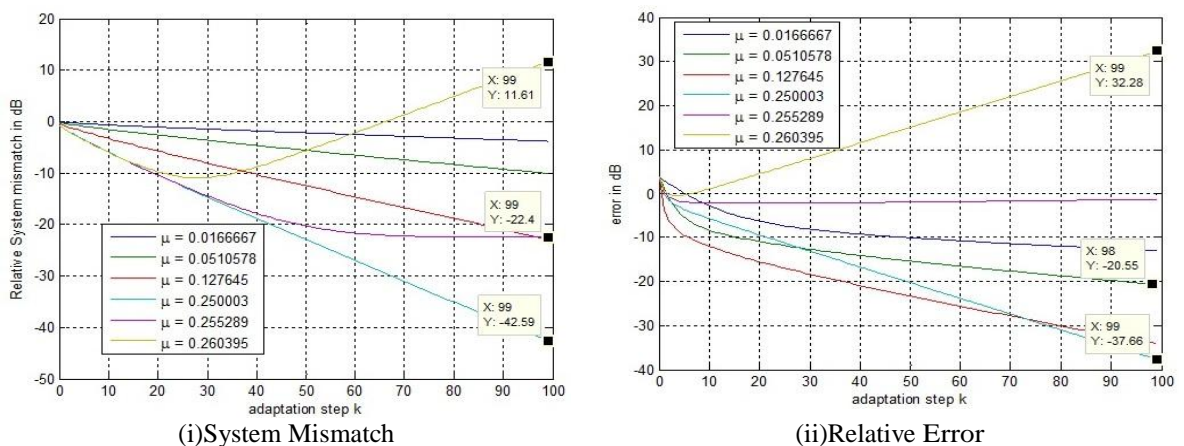 20
10
0
-10
-20
-30
-40
-50
Relative System mismatch in dB
X: 99
Y: 11.61
X: 99
Y: -22.4
X: 99
Y: -42.59
μ = 0.0166667
μ = 0.0510578
μ = 0.127645
μ = 0.250003
μ = 0.255289
μ = 0.260395
0 10 20 30 40 50 60 70 80 90 100
adaptation step k
(i)System Mismatch
40
30
20
10
0
-10
-20
-30
-40
error in dB
μ = 0.0166667
μ = 0.0510578
μ = 0.127645
μ = 0.250003
μ = 0.255289
μ = 0.260395
X: 99
Y: 32.28
X: 98
Y: -20.55
X: 99
Y: -37.66
0 10 20 30 40 50 60 70 80 90 100
adaptation step k
(ii)Relative Error